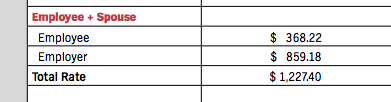 Employee + Spouse
Employee $ 368.22
Employer $ 859.18
Total Rate $ 1,227.40